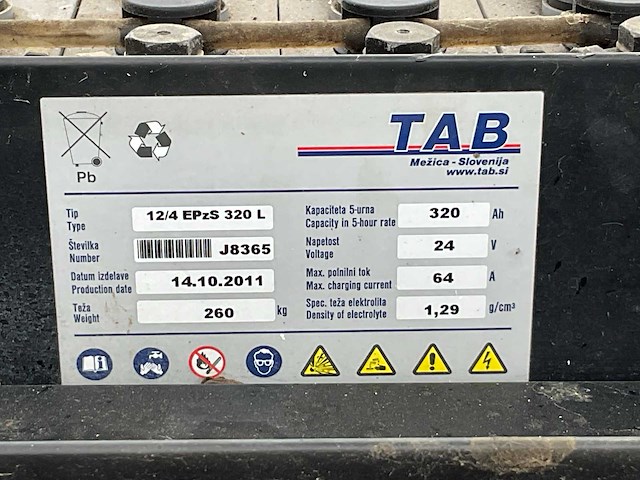 TAB
Mežica - Slovenija
www.tab.si
Pb
Tip
Type
12/4 EPzS 320 L
Številka
Number
J8365
Datum izdelave
Production date
14.10.2011
Teža
Weight
260 kg
Kapaciteta 5-urna
Capacity in 5-hour rate
320 Ah
Napetost
Voltage
24 V
Max. polnilni tok
Max. charging current
64 A
Spec. teža elektrolita
Density of electrolyte
1,29 g/cm³